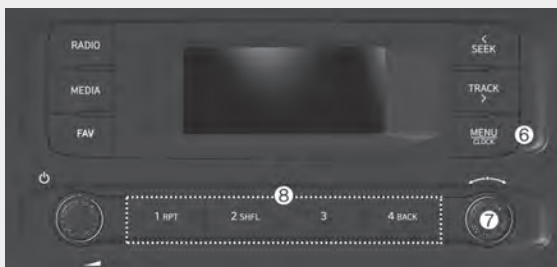 RADIO
MEDIA
FAV
<
SEEK
TRACK
>
MENU
CLOCK
6
8
1 RPT
2 SHFL
3
4 BACK
7